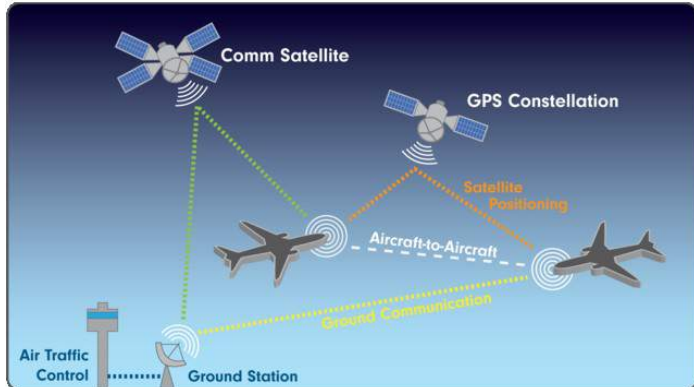 Comm Satellite
GPS Constellation
Satellite
Positioning
Aircraft-to-Aircraft
Ground Communication
Air Traffic
Control
Ground Station